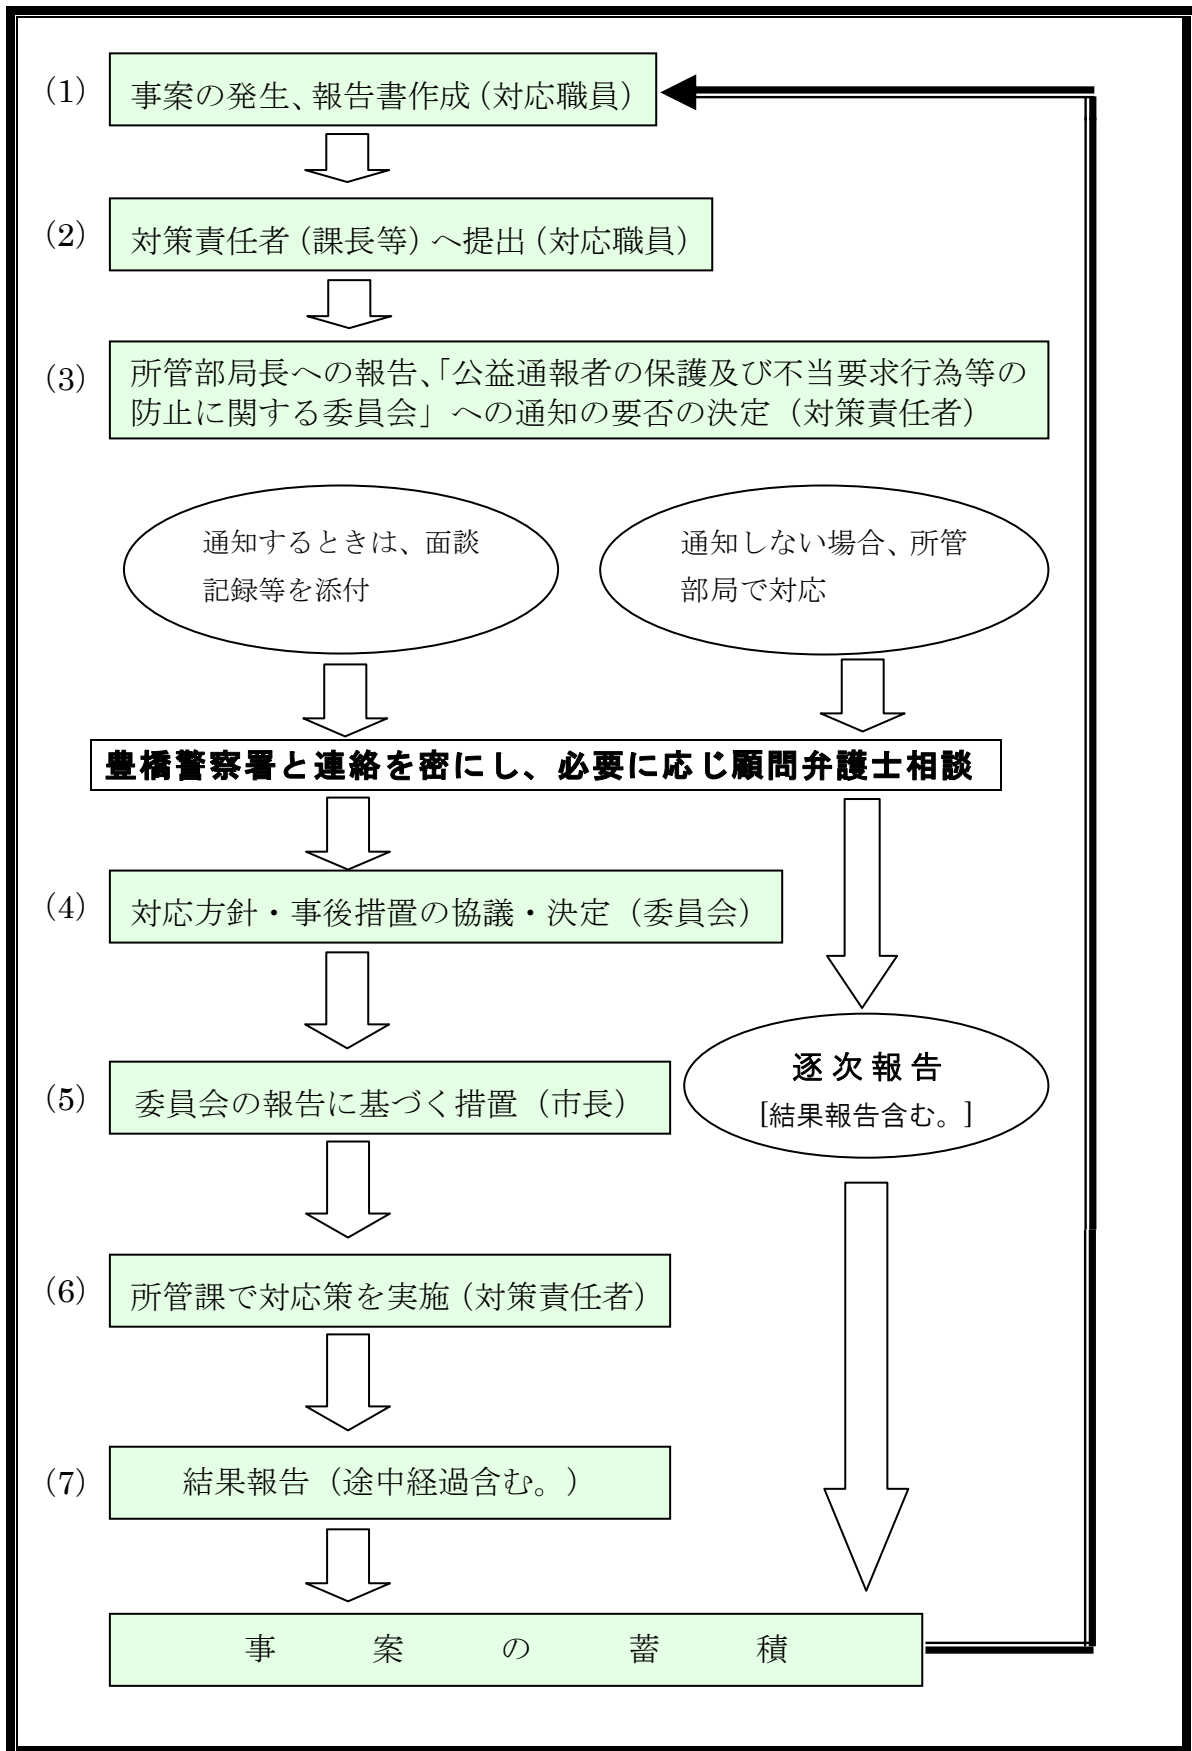 (1) 事案の発生、報告書作成（対応職員）
(2) 対策責任者（課長等）へ提出（対応職員）
(3) 所管部局長への報告、「公益通報者の保護及び不当要求行為等の
防止に関する委員会」への通知の要否の決定（対策責任者）
通知するときは、面談
記録等を添付
通知しない場合、所管
部局で対応
豊橋警察署と連絡を密にし、必要に応じ顧問弁護士相談
(4) 対応方針・事後措置の協議・決定（委員会）
(5) 委員会の報告に基づく措置（市長）
逐次報告
[結果報告含む。]
(6) 所管課で対応策を実施（対策責任者）
(7) 結果報告（途中経過含む。）
事案の蓄積